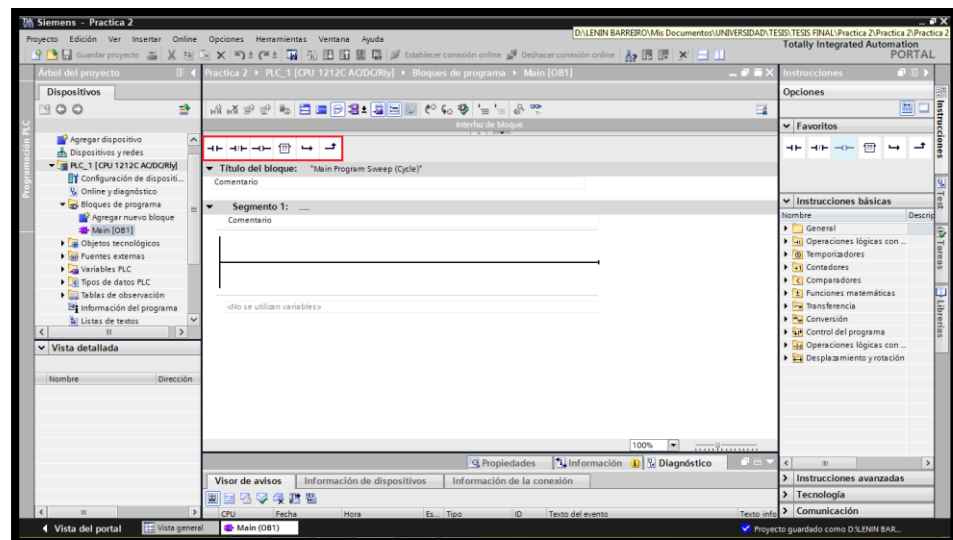 Siemens - Practica 2
D:\LENIN BARREIRO\Mis Documentos\UNIVERSIDAD\TESIS\TESIS FINAL\Practica 2\Practica 2\Practica 2
Proyecto Edición Ver Insertar Online Opciones Herramientas Ventana Ayuda
Totally Integrated Automation
PORTAL
Guardar proyecto Establecer conexión online Deshacer conexión online
Árbol del proyecto
Practica 2 Plc_1 [CPU 1212C AC/DC/Rly] Bloques de programa Main [OB1]
Instrucciones
Dispositivos
Opciones
Interfaz de bloque
Favoritos
Programación PLC
Agregar dispositivo
Dispositivos y redes
PLC_1 [CPU 1212C AC/DC/Rly]
Configuración de dispositi...
Online y diagnóstico
Bloques de programa
Agregar nuevo bloque
Main [OB1]
Objetos tecnológicos
Fuentes externas
Variables PLC
Tipos de datos PLC
Tablas de observación
Información del programa
Listas de textos
Título del bloque: "Main Program Sweep (Cycle)"
Comentario
Segmento 1: ....
Comentario
<No se utilizan variables>
100%
Instrucciones básicas
Nombre Descrip
General
Operaciones lógicas con ...
Temporizadores
Contadores
Comparadores
Funciones matemáticas
Transferencia
Conversión
Control del programa
Operaciones lógicas con ...
Desplazamiento y rotación
Instrucciones
Test
Tareas
Librerías
Vista detallada
Nombre Dirección
Propiedades Información Diagnóstico
Visor de avisos Información de dispositivos Información de la conexión
CPU Fecha Hora Es... Tipo ID Texto del evento Texto info
Instrucciones avanzadas
Tecnología
Comunicación
Vista del portal Vista general Main (OB1) Proyecto guardado como D:\LENIN BAR...